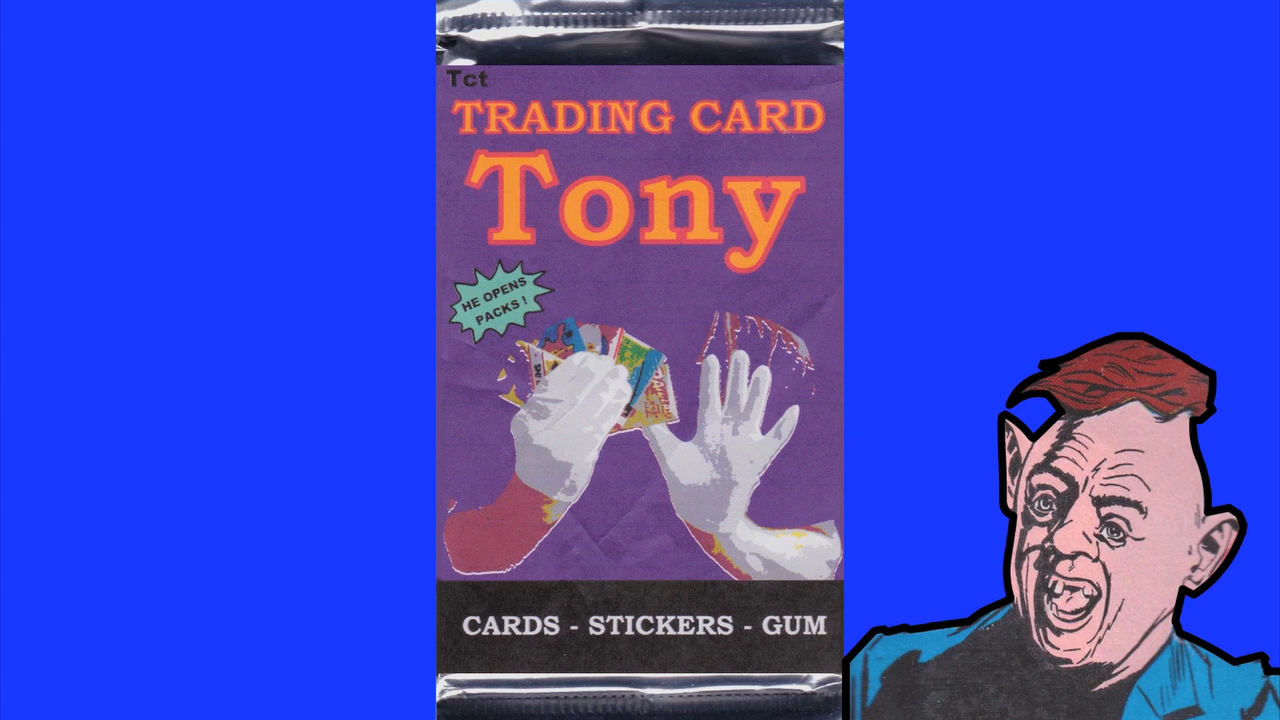 Tct
TRADING CARD
Tony
HE OPENS
PACKS !
CARDS - STICKERS - GUM